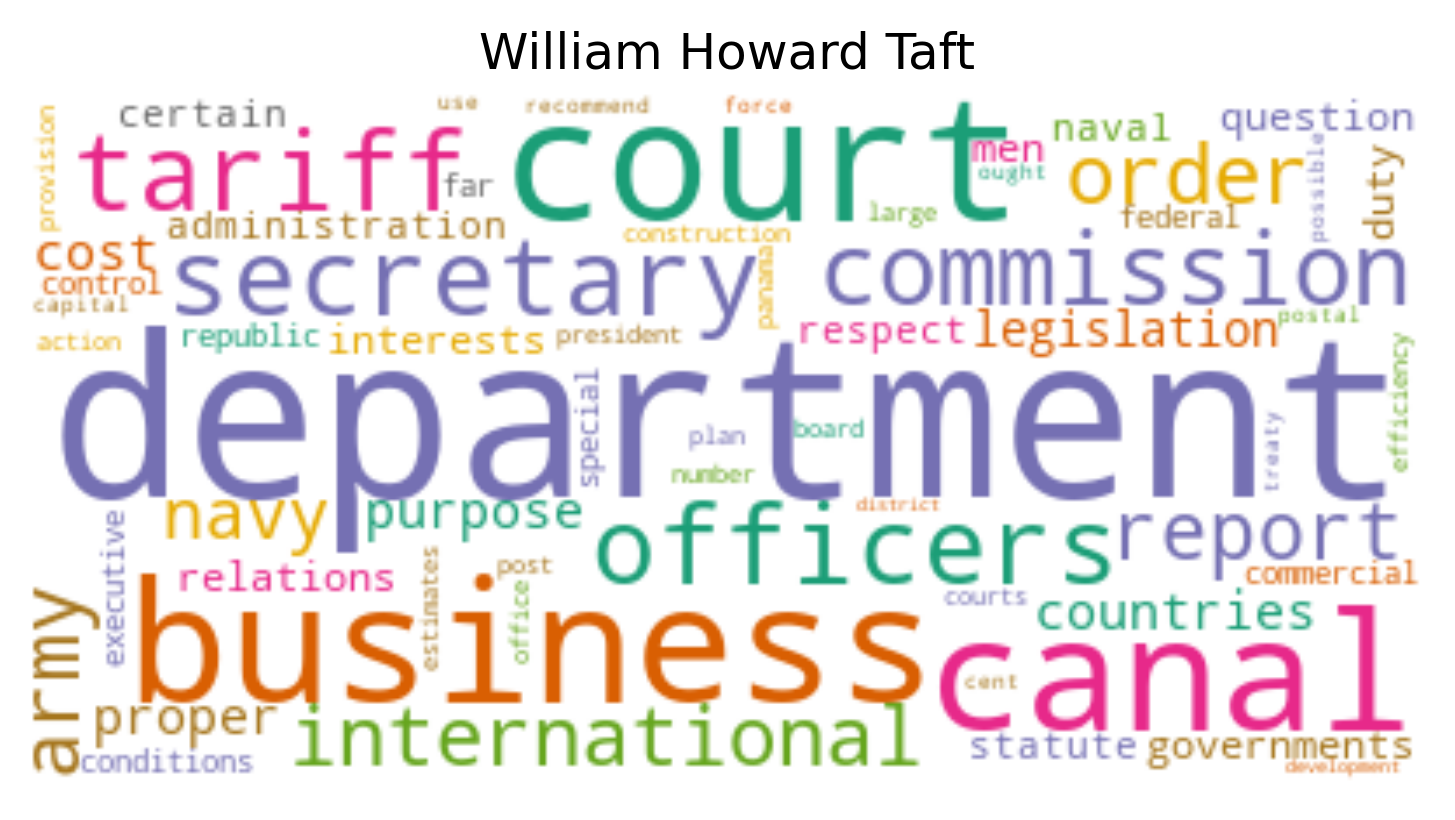 William Howard Taft
provision
certain
use
recommend
force
naval
question
tariff
far
court
men
ought
order
possible
duty
administration
large
federal
construction
cost
control
capital
secretary
panama
commission
action
republic
interests
president
respect
legislation
postal
department
special
plan
board
number
treaty
efficiency
navy
purpose
district
officers
report
executive
relations
estimates
post
office
courts
commercial
countries
army
business
canal
cent
proper
international
conditions
statute
governments
development